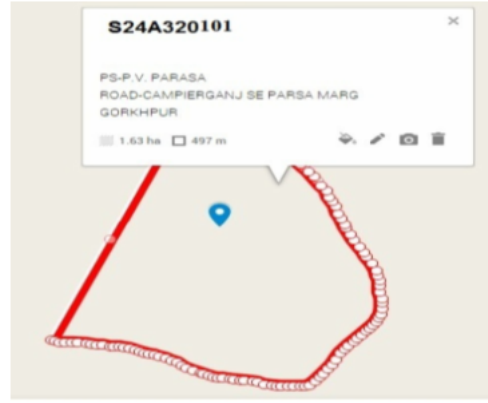 S24A320101
PS-P.V. PARASA
ROAD-CAMPIERGANJ SE PARSA MARG
GORKHPUR
1.63 ha 497 m